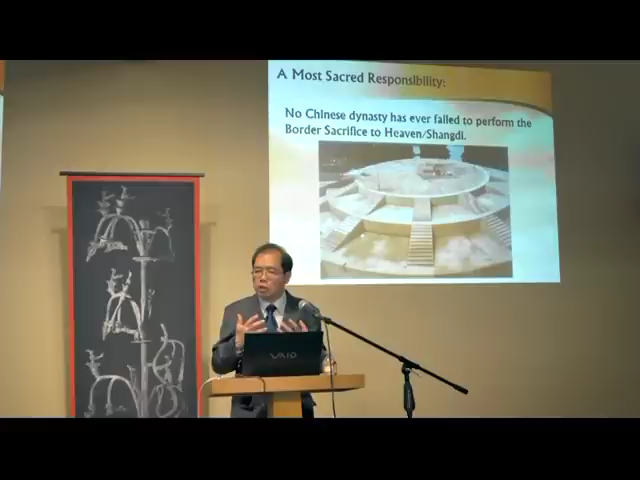 A Most Sacred Responsibility:
No Chinese dynasty has ever failed to perform the
Border Sacrifice to Heaven/Shangdi.
VAIO